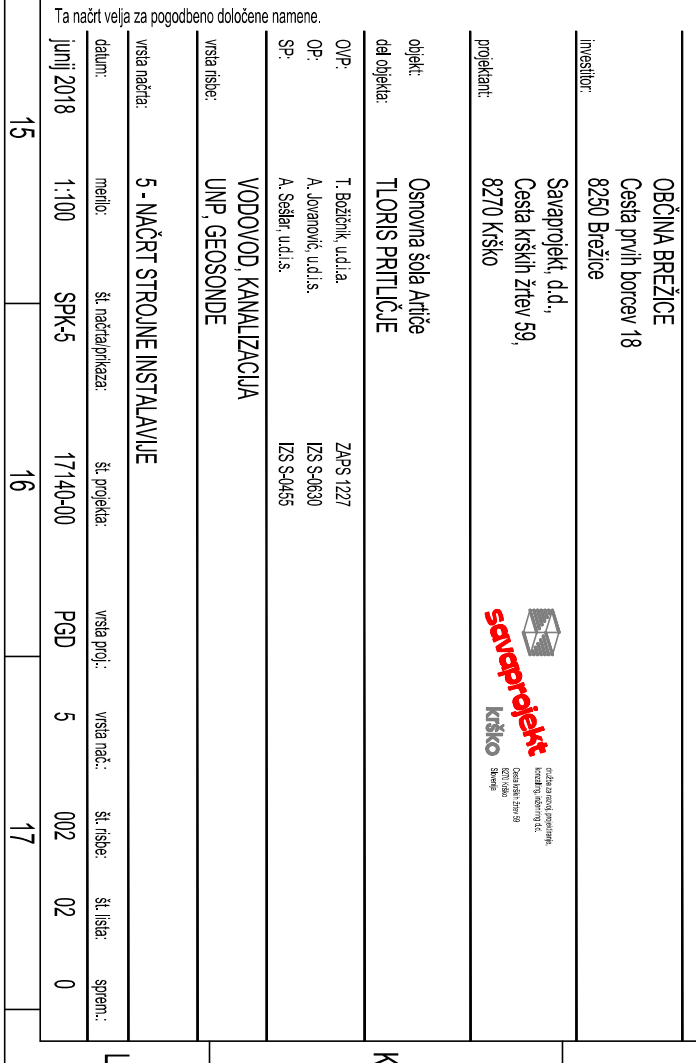 investitor:
OBČINA BREŽICE
Cesta prvih borcev 18
8250 Brežice
projektant:
Savaprojekt, d.d.,
Cesta krških žrtev 59,
8270 Krško
savaprojekt
krško
družba za razvoj, projektiranje,
konzalting, inženiring d.d.
Cesta krških žrtev 59
8270 Krško
Slovenija
objekt: Osnovna šola Artiče
del objekta: TLORIS PRITLIČJE
OVP: T. Božičnik, u.d.i.a. ZAPS 1227
OP: A. Jovanović, u.d.i.s. IZS S-0630
SP: A. Sešlar, u.d.i.s. IZS S-0455
vrsta risbe:
VODOVOD, KANALIZACIJA
UNP, GEOSONDE
vrsta načrta: 5 - NAČRT STROJNE INSTALAVIJE
datum: merilo: št. načrta/prikaza: št. projekta: vrsta proj.: vrsta nač.: št. risbe: št. lista: sprem.:
junij 2018 1:100 SPK-5 17140-00 PGD 5 002 02 0
Ta načrt velja za pogodbeno določene namene.
15 16 17
K
L